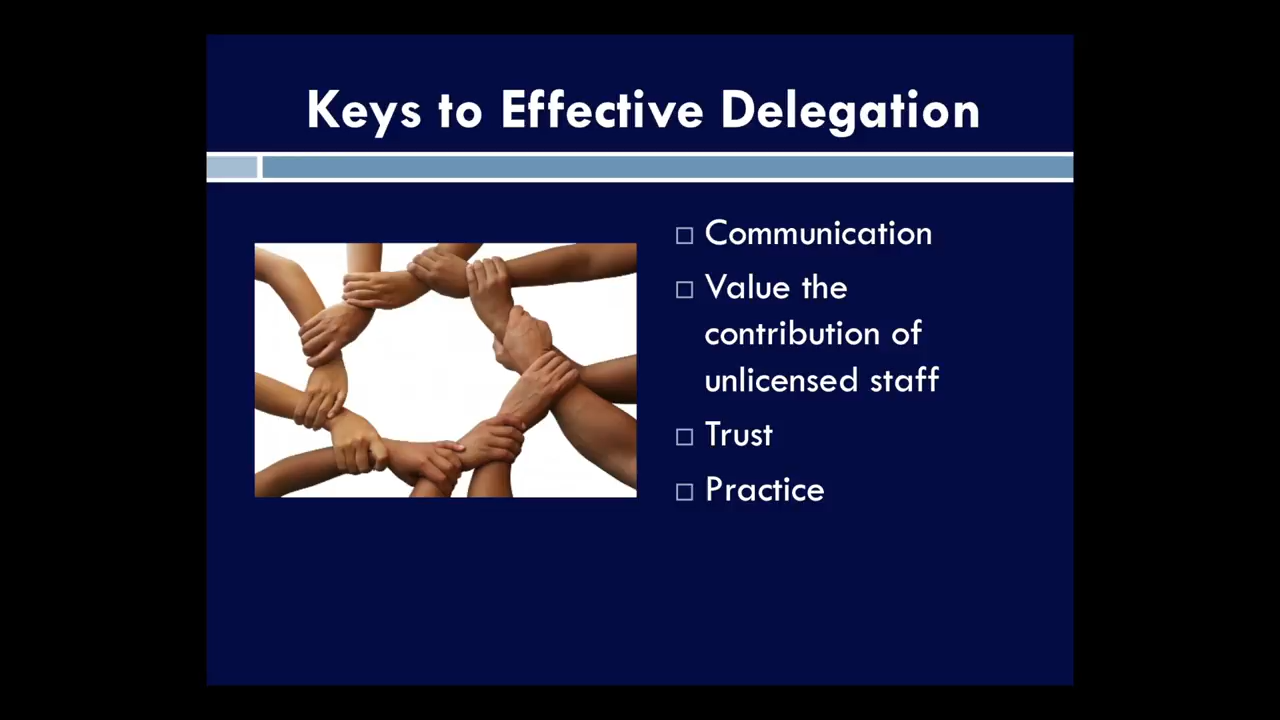 Keys to Effective Delegation
Communication
Value the
contribution of
unlicensed staff
Trust
Practice